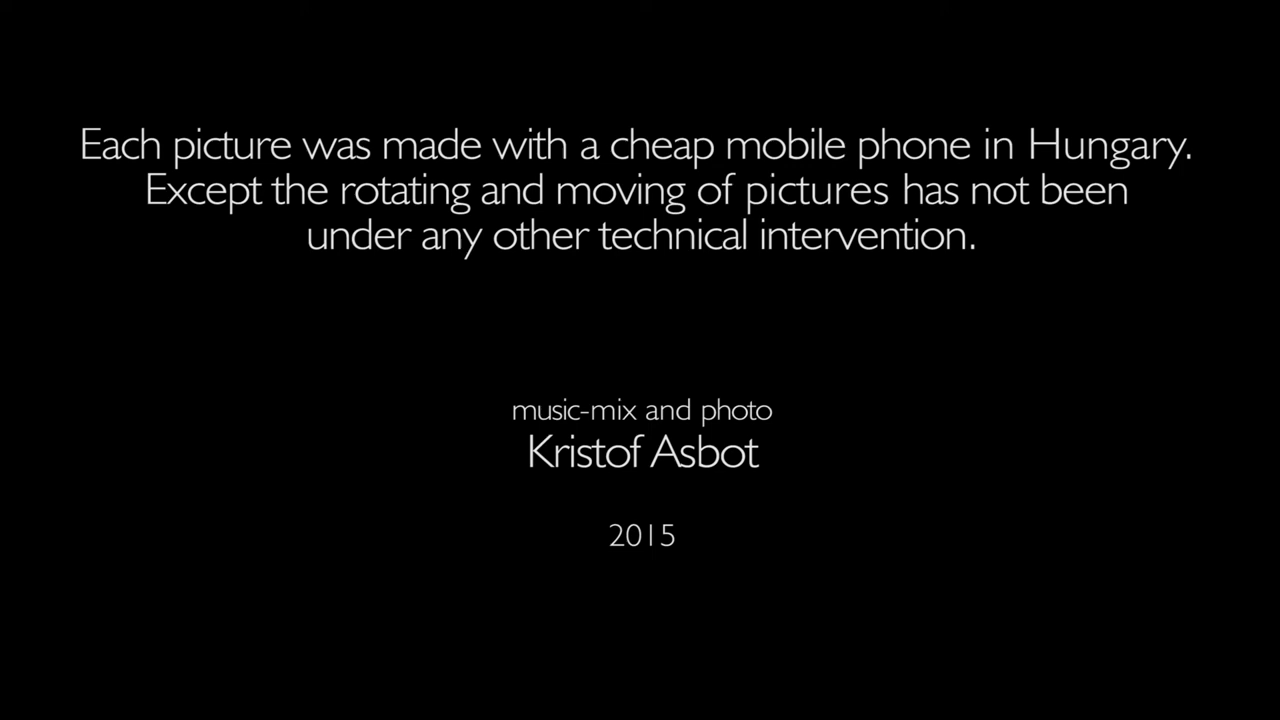 Each picture was made with a cheap mobile phone in Hungary.
Except the rotating and moving of pictures has not been
under any other technical intervention.
music-mix and photo
Kristof Asbot
2015